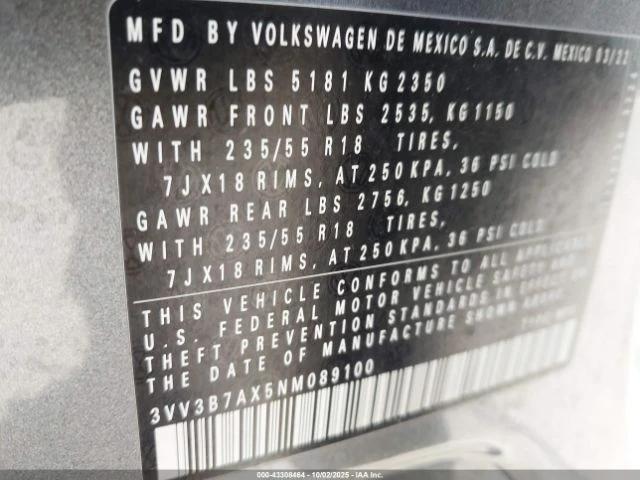 MFD BY VOLKSWAGEN DE MEXICO S.A. DE C.V. MEXICO 03/22
GVWR LBS 5181 KG 2350
GAWR FRONT LBS 2535, KG 1150
WITH 235/55 R18 TIRES,
7JX18 RIMS, AT 250 KPA, 36 PSI COLD
GAWR REAR LBS 2756, KG 1250
WITH 235/55 R18 TIRES,
7JX18 RIMS, AT 250 KPA, 36 PSI COLD
THIS VEHICLE CONFORMS TO ALL APPLICABLE
U.S. FEDERAL MOTOR VEHICLE SAFETY AND
THEFT PREVENTION STANDARDS IN EFFECT ON
THE DATE OF MANUFACTURE SHOWN ABOVE.
3VV3B7AX5NM089100
© 000-43308464 - 10/02/2025 - IAA Inc.